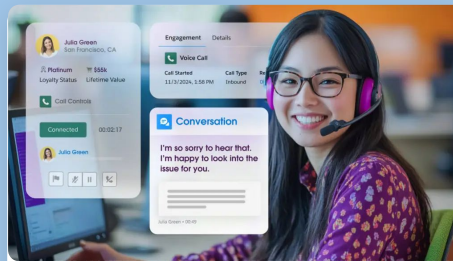 Julia Green
San Francisco, CA
Platinum
$55k
Loyalty Status
Lifetime Value
Call Controls
Connected
00:02:17
Julia Green
Engagement
Details
Voice Call
Call Started
Call Type
Re
11/3/2024, 1:58 PM
Inbound
Conversation
I'm so sorry to hear that.
I'm happy to look into the
issue for you.
Julia Green •